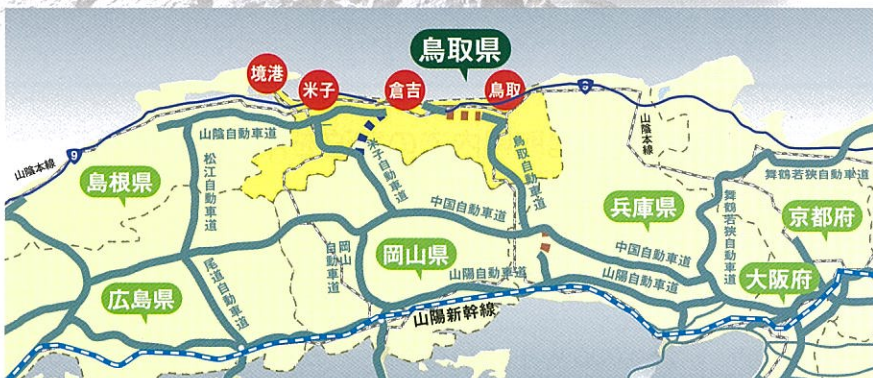 鳥取県
境港
米子
倉吉
鳥取
9
山陰本線
山陰自動車道
米子自動車道
鳥取自動車道
山陰本線
舞鶴若狭自動車道
9
山陰本線
島根県
松江自動車道
中国自動車道
兵庫県
舞鶴若狭自動車道
京都府
岡山自動車道
岡山県
中国自動車道
広島県
尾道自動車道
山陽自動車道
山陽自動車道
大阪府
山陽新幹線